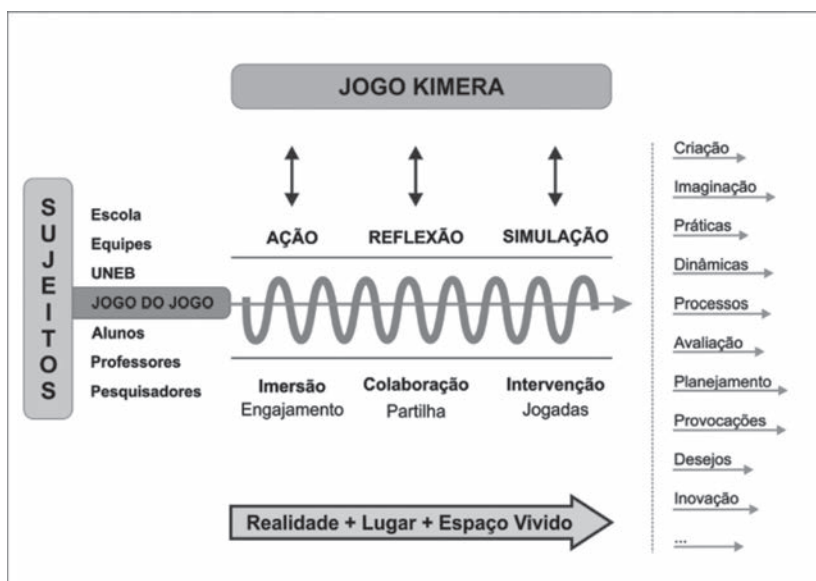 JOGO KIMERA
SUJEITOS
Escola
Equipes
UNEB
JOGO DO JOGO
Alunos
Professores
Pesquisadores
AÇÃO
REFLEXÃO
SIMULAÇÃO
Imersão
Engajamento
Colaboração
Partilha
Intervenção
Jogadas
Realidade + Lugar + Espaço Vivido
Criação
Imaginação
Práticas
Dinâmicas
Processos
Avaliação
Planejamento
Provocações
Desejos
Inovação
...